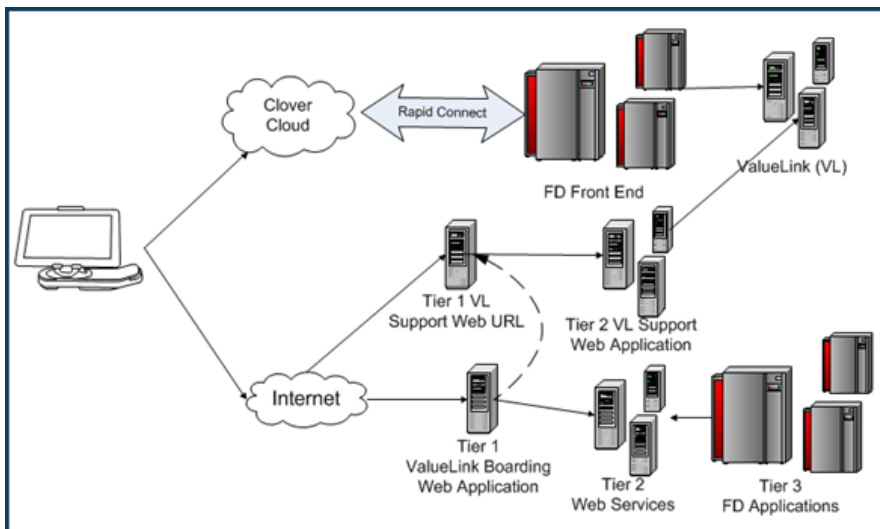 Clover
Cloud
Rapid Connect
FD Front End
ValueLink (VL)
Tier 1 VL
Support Web URL
Tier 2 VL Support
Web Application
Internet
Tier 1
ValueLink Boarding
Web Application
Tier 2
Web Services
Tier 3
FD Applications